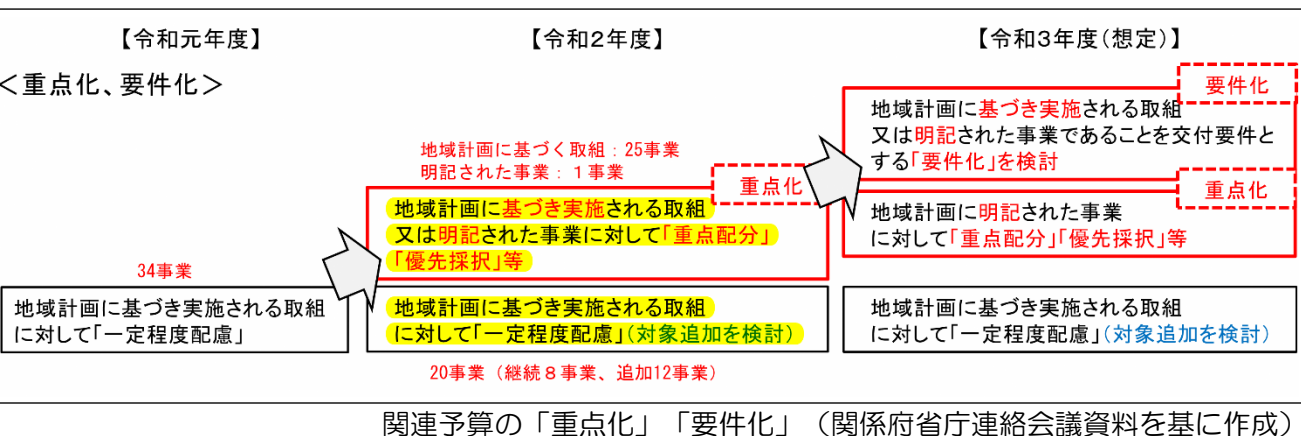 【令和元年度】
【令和2年度】
【令和3年度(想定)】
<重点化、要件化>
34事業
地域計画に基づき実施される取組
に対して「一定程度配慮」
地域計画に基づく取組：25事業
明記された事業： 1事業
重点化
地域計画に基づき実施される取組
又は明記された事業に対して「重点配分」
「優先採択」等
地域計画に基づき実施される取組
に対して「一定程度配慮」(対象追加を検討)
20事業（継続8事業、追加12事業）
要件化
地域計画に基づき実施される取組
又は明記された事業であることを交付要件と
する「要件化」を検討
重点化
地域計画に明記された事業
に対して「重点配分」「優先採択」等
地域計画に基づき実施される取組
に対して「一定程度配慮」(対象追加を検討)
関連予算の「重点化」「要件化」（関係府省庁連絡会議資料を基に作成）